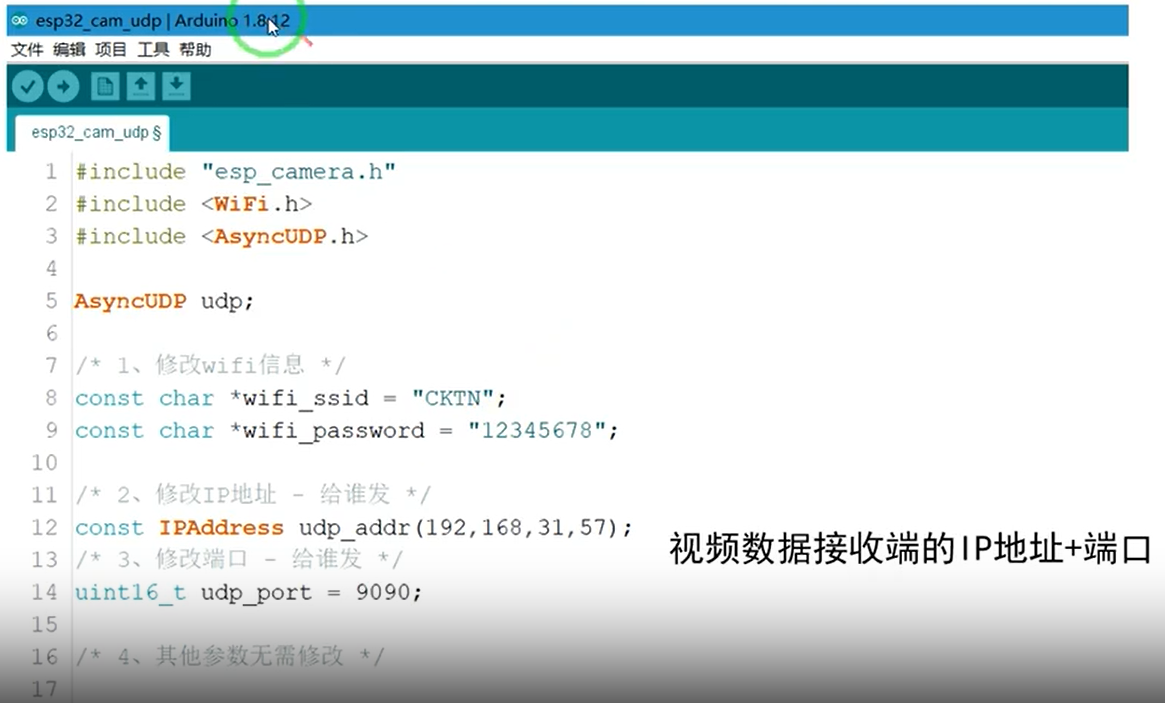 esp32_cam_udp | Arduino 1.8.12
文件 编辑 项目 工具 帮助
esp32_cam_udp §
1 #include "esp_camera.h"
2 #include <WiFi.h>
3 #include <AsyncUDP.h>
4
5 AsyncUDP udp;
6
7 /* 1、修改wifi信息 */
8 const char *wifi_ssid = "CKTN";
9 const char *wifi_password = "12345678";
10
11 /* 2、修改IP地址 - 给谁发 */
12 const IPAddress udp_addr(192,168,31,57);
视频数据接收端的IP地址+端口
13 /* 3、修改端口 - 给谁发 */
14 uint16_t udp_port = 9090;
15
16 /* 4、其他参数无需修改 */
17